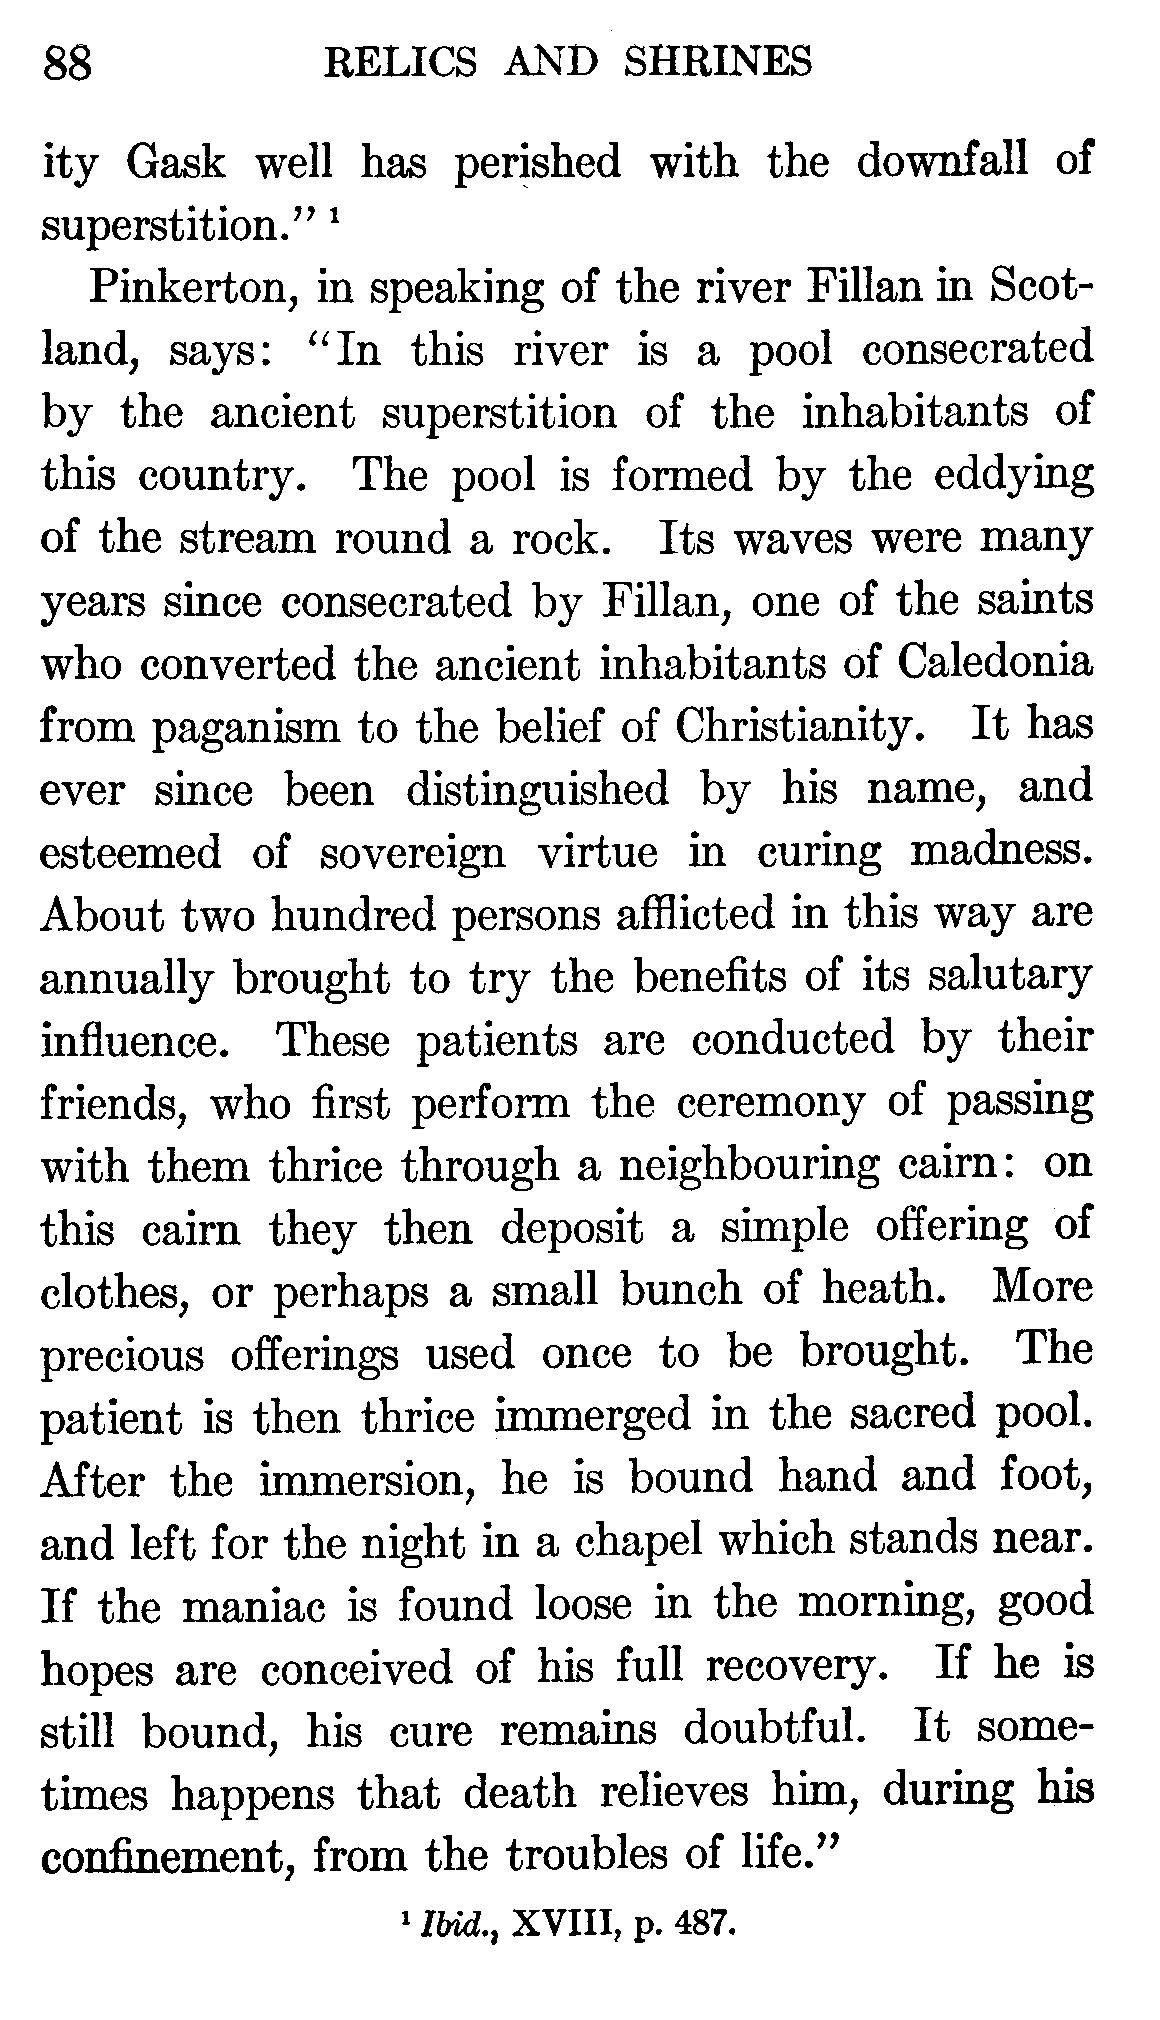 88 RELICS AND SHRINES
ity Gask well has perished with the downfall of
superstition." ¹
Pinkerton, in speaking of the river Fillan in Scot-
land, says: "In this river is a pool consecrated
by the ancient superstition of the inhabitants of
this country. The pool is formed by the eddying
of the stream round a rock. Its waves were many
years since consecrated by Fillan, one of the saints
who converted the ancient inhabitants of Caledonia
from paganism to the belief of Christianity. It has
ever since been distinguished by his name, and
esteemed of sovereign virtue in curing madness.
About two hundred persons afflicted in this way are
annually brought to try the benefits of its salutary
influence. These patients are conducted by their
friends, who first perform the ceremony of passing
with them thrice through a neighbouring cairn: on
this cairn they then deposit a simple offering of
clothes, or perhaps a small bunch of heath. More
precious offerings used once to be brought. The
patient is then thrice immerged in the sacred pool.
After the immersion, he is bound hand and foot,
and left for the night in a chapel which stands near.
If the maniac is found loose in the morning, good
hopes are conceived of his full recovery. If he is
still bound, his cure remains doubtful. It some-
times happens that death relieves him, during his
confinement, from the troubles of life."
¹ Ibid., XVIII, p. 487.